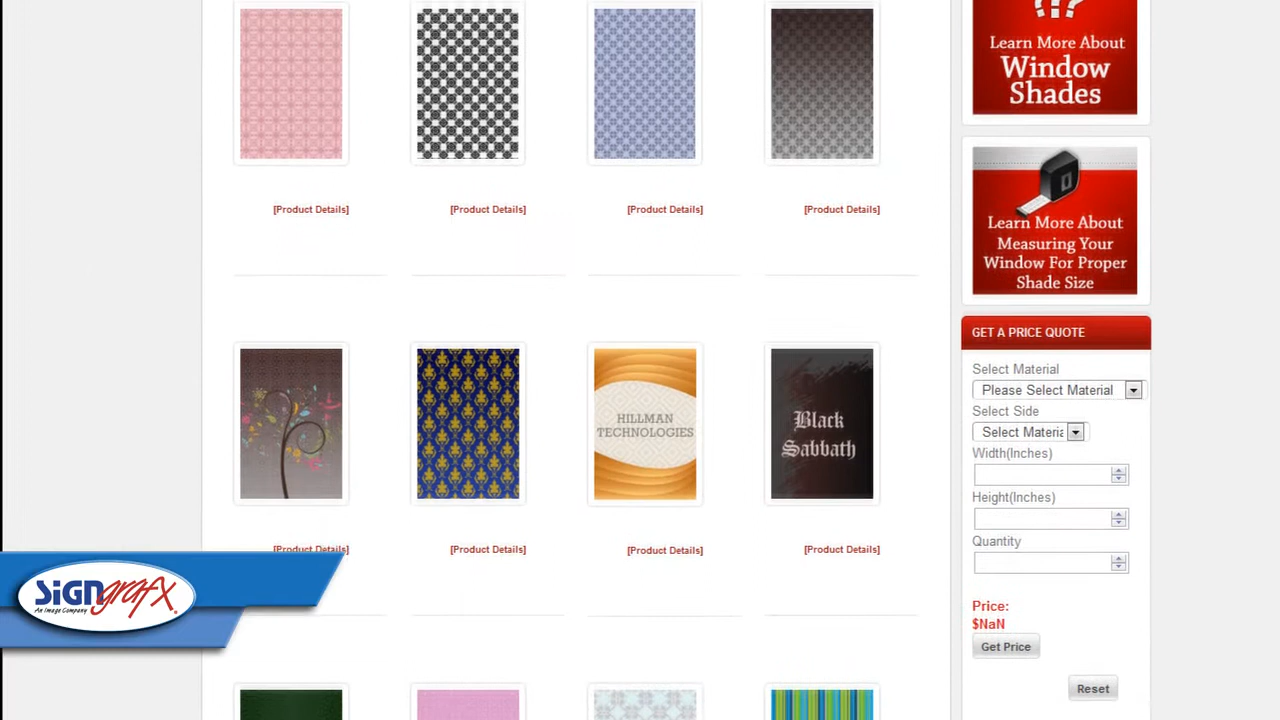 ???
Learn More About
Window
Shades
[Product Details]
[Product Details]
[Product Details]
[Product Details]
Learn More About
Measuring Your
Window For Proper
Shade Size
GET A PRICE QUOTE
Select Material
Please Select Material
Select Side
Select Materia
Width(Inches)
Height(Inches)
Quantity
Price:
$NaN
Get Price
Reset
HILLMAN
TECHNOLOGIES
Black
Sabbath
[Product Details]
[Product Details]
[Product Details]
[Product Details]
SiGNgrafX
An Image Company